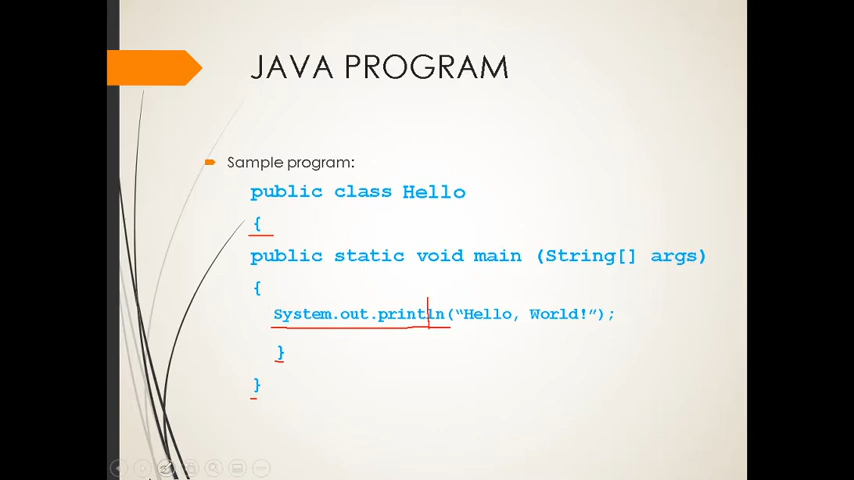 JAVA PROGRAM
Sample program:
public class Hello
{
public static void main (String[] args)
{
System.out.println(“Hello, World!”);
}
}